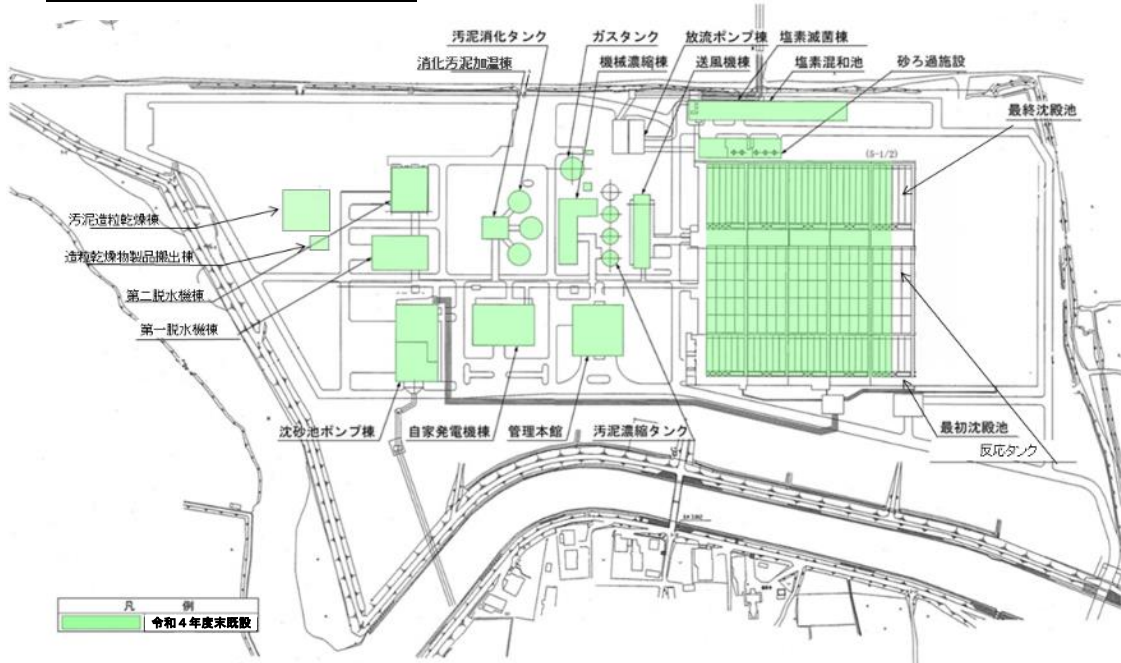 汚泥消化タンク
ガスタンク
放流ポンプ棟
塩素滅菌棟
消化汚泥加温棟
機械濃縮棟
送風機棟
塩素混和池
砂ろ過施設
最終沈殿池
(5-1/2)
汚泥造粒乾燥棟
造粒乾燥物製品搬出棟
第二脱水機棟
第一脱水機棟
沈砂池ポンプ棟
自家発電機棟
管理本館
汚泥濃縮タンク
最初沈殿池
反応タンク
凡 例
令和4年度末既設